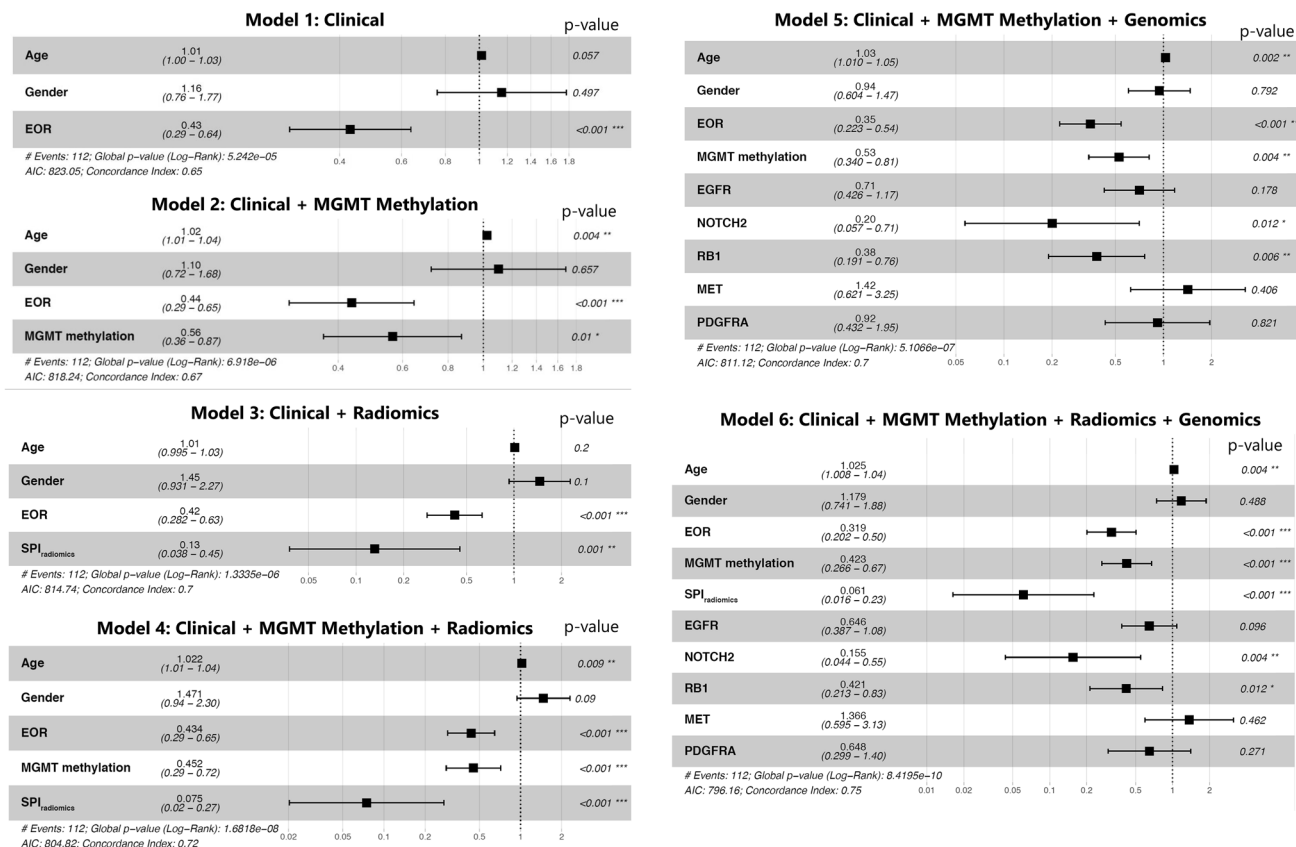 Model 1: Clinical
p-value
Age 1.01 0.057
(1.00 – 1.03)
Gender 1.16 0.497
(0.76 – 1.77)
EOR 0.43 <0.001 ***
(0.29 – 0.64)
# Events: 112; Global p-value (Log-Rank): 5.242e-05
AIC: 823.05; Concordance Index: 0.65
0.4 0.6 0.8 1 1.2 1.4 1.6 1.8
Model 2: Clinical + MGMT Methylation
p-value
Age 1.02 0.004 **
(1.01 – 1.04)
Gender 1.10 0.657
(0.72 – 1.68)
EOR 0.44 <0.001 ***
(0.29 – 0.65)
MGMT methylation 0.56 0.01 *
(0.36 – 0.87)
# Events: 112; Global p-value (Log-Rank): 6.918e-06
AIC: 818.24; Concordance Index: 0.67
0.4 0.6 0.8 1 1.2 1.4 1.6 1.8
Model 3: Clinical + Radiomics
p-value
Age 1.01 0.2
(0.995 – 1.03)
Gender 1.45 0.1
(0.931 – 2.27)
EOR 0.42 <0.001 ***
(0.282 – 0.63)
SPIradiomics 0.13 0.001 **
(0.038 – 0.45)
# Events: 112; Global p-value (Log-Rank): 1.3335e-06
AIC: 814.74; Concordance Index: 0.7
0.05 0.1 0.2 0.5 1 2
Model 4: Clinical + MGMT Methylation + Radiomics
p-value
Age 1.022 0.009 **
(1.01 – 1.04)
Gender 1.471 0.09
(0.94 – 2.30)
EOR 0.434 <0.001 ***
(0.29 – 0.65)
MGMT methylation 0.452 <0.001 ***
(0.29 – 0.72)
SPIradiomics 0.075 <0.001 ***
(0.02 – 0.27)
# Events: 112; Global p-value (Log-Rank): 1.6818e-08
AIC: 804.82; Concordance Index: 0.72
0.02 0.05 0.1 0.2 0.5 1 2
Model 5: Clinical + MGMT Methylation + Genomics
p-value
Age 1.03 0.002 **
(1.010 – 1.05)
Gender 0.94 0.792
(0.604 – 1.47)
EOR 0.35 <0.001 **
(0.223 – 0.54)
MGMT methylation 0.53 0.004 **
(0.340 – 0.81)
EGFR 0.71 0.178
(0.426 – 1.17)
NOTCH2 0.20 0.012 *
(0.057 – 0.71)
RB1 0.38 0.006 **
(0.191 – 0.76)
MET 1.42 0.406
(0.621 – 3.25)
PDGFRA 0.92 0.821
(0.432 – 1.95)
# Events: 112; Global p-value (Log-Rank): 5.1066e-07
AIC: 811.12; Concordance Index: 0.7
0.05 0.1 0.2 0.5 1 2
Model 6: Clinical + MGMT Methylation + Radiomics + Genomics
p-value
Age 1.025 0.004 **
(1.008 – 1.04)
Gender 1.179 0.488
(0.741 – 1.88)
EOR 0.319 <0.001 ***
(0.202 – 0.50)
MGMT methylation 0.423 <0.001 ***
(0.266 – 0.67)
SPIradiomics 0.061 <0.001 ***
(0.016 – 0.23)
EGFR 0.646 0.096
(0.387 – 1.08)
NOTCH2 0.155 0.004 **
(0.044 – 0.55)
RB1 0.421 0.012 *
(0.213 – 0.83)
MET 1.366 0.462
(0.595 – 3.13)
PDGFRA 0.648 0.271
(0.299 – 1.40)
# Events: 112; Global p-value (Log-Rank): 8.4195e-10
AIC: 796.16; Concordance Index: 0.75
0.01 0.02 0.05 0.1 0.2 0.5 1 2